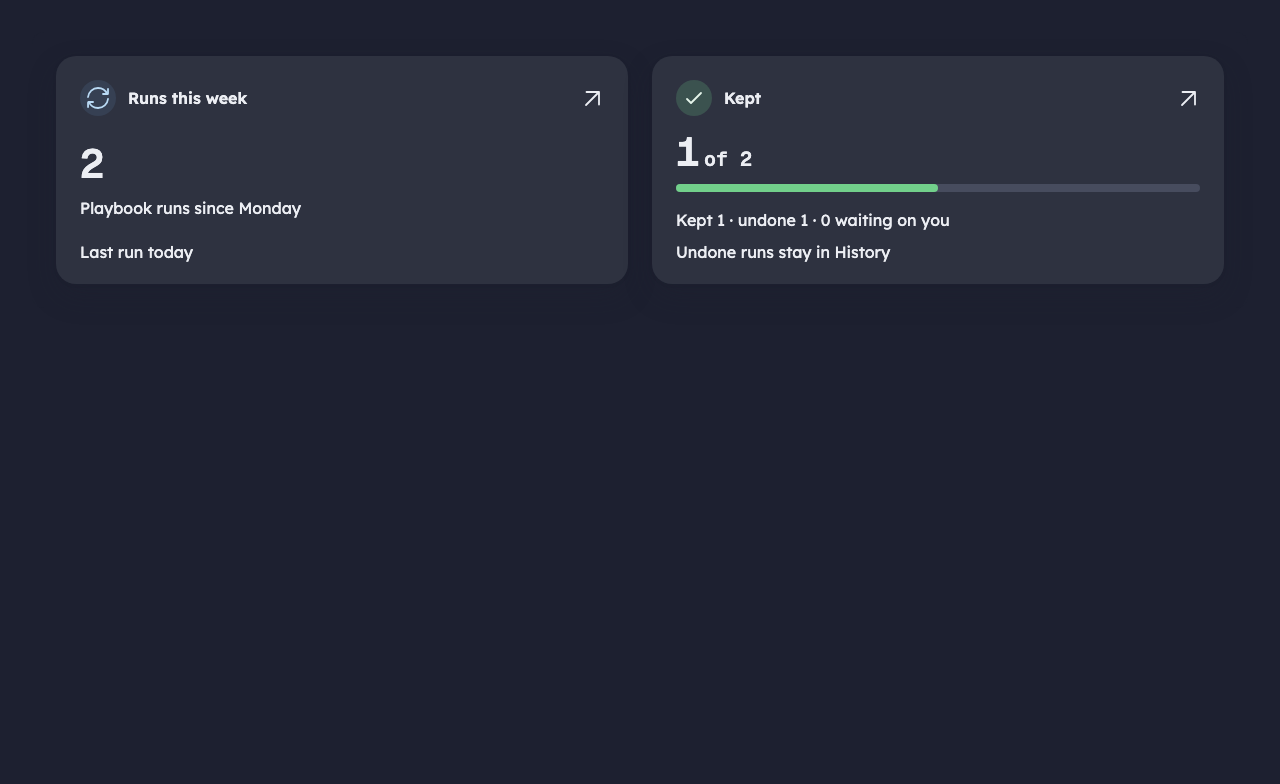 Runs this week
2
Playbook runs since Monday
Last run today
Kept
1 of 2
Kept 1 · undone 1 · 0 waiting on you
Undone runs stay in History